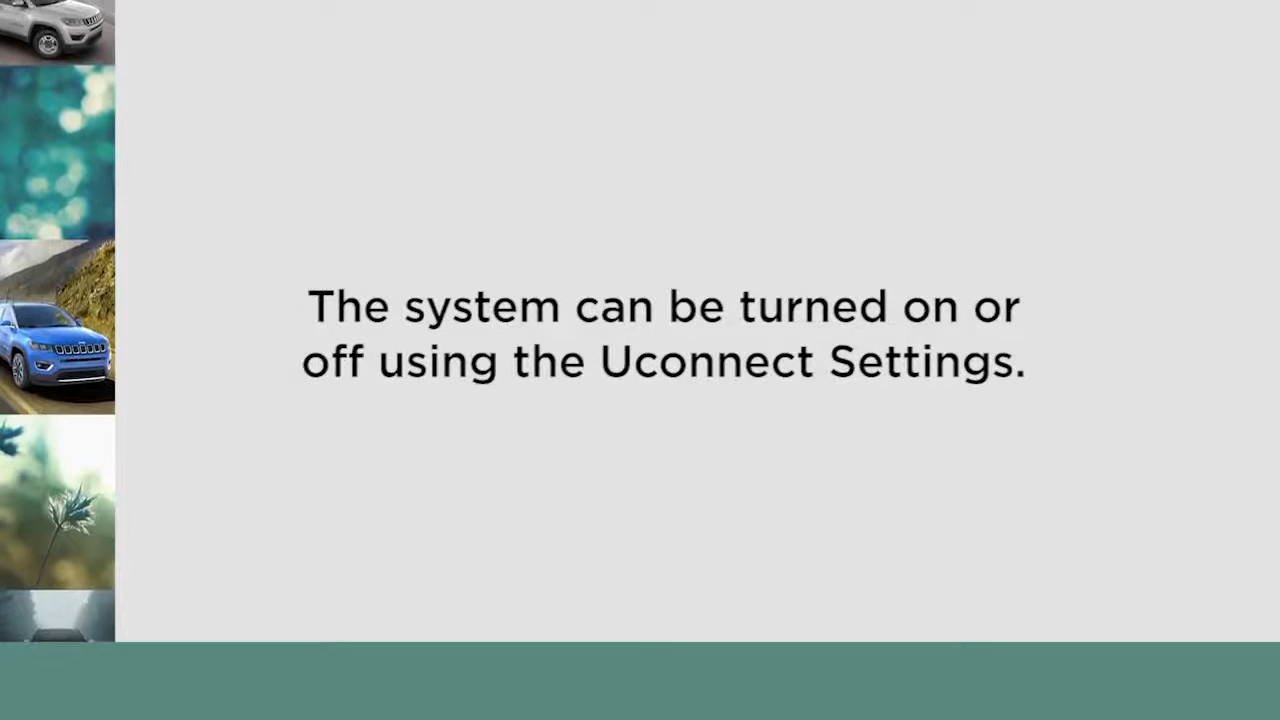 The system can be turned on or
off using the Uconnect Settings.